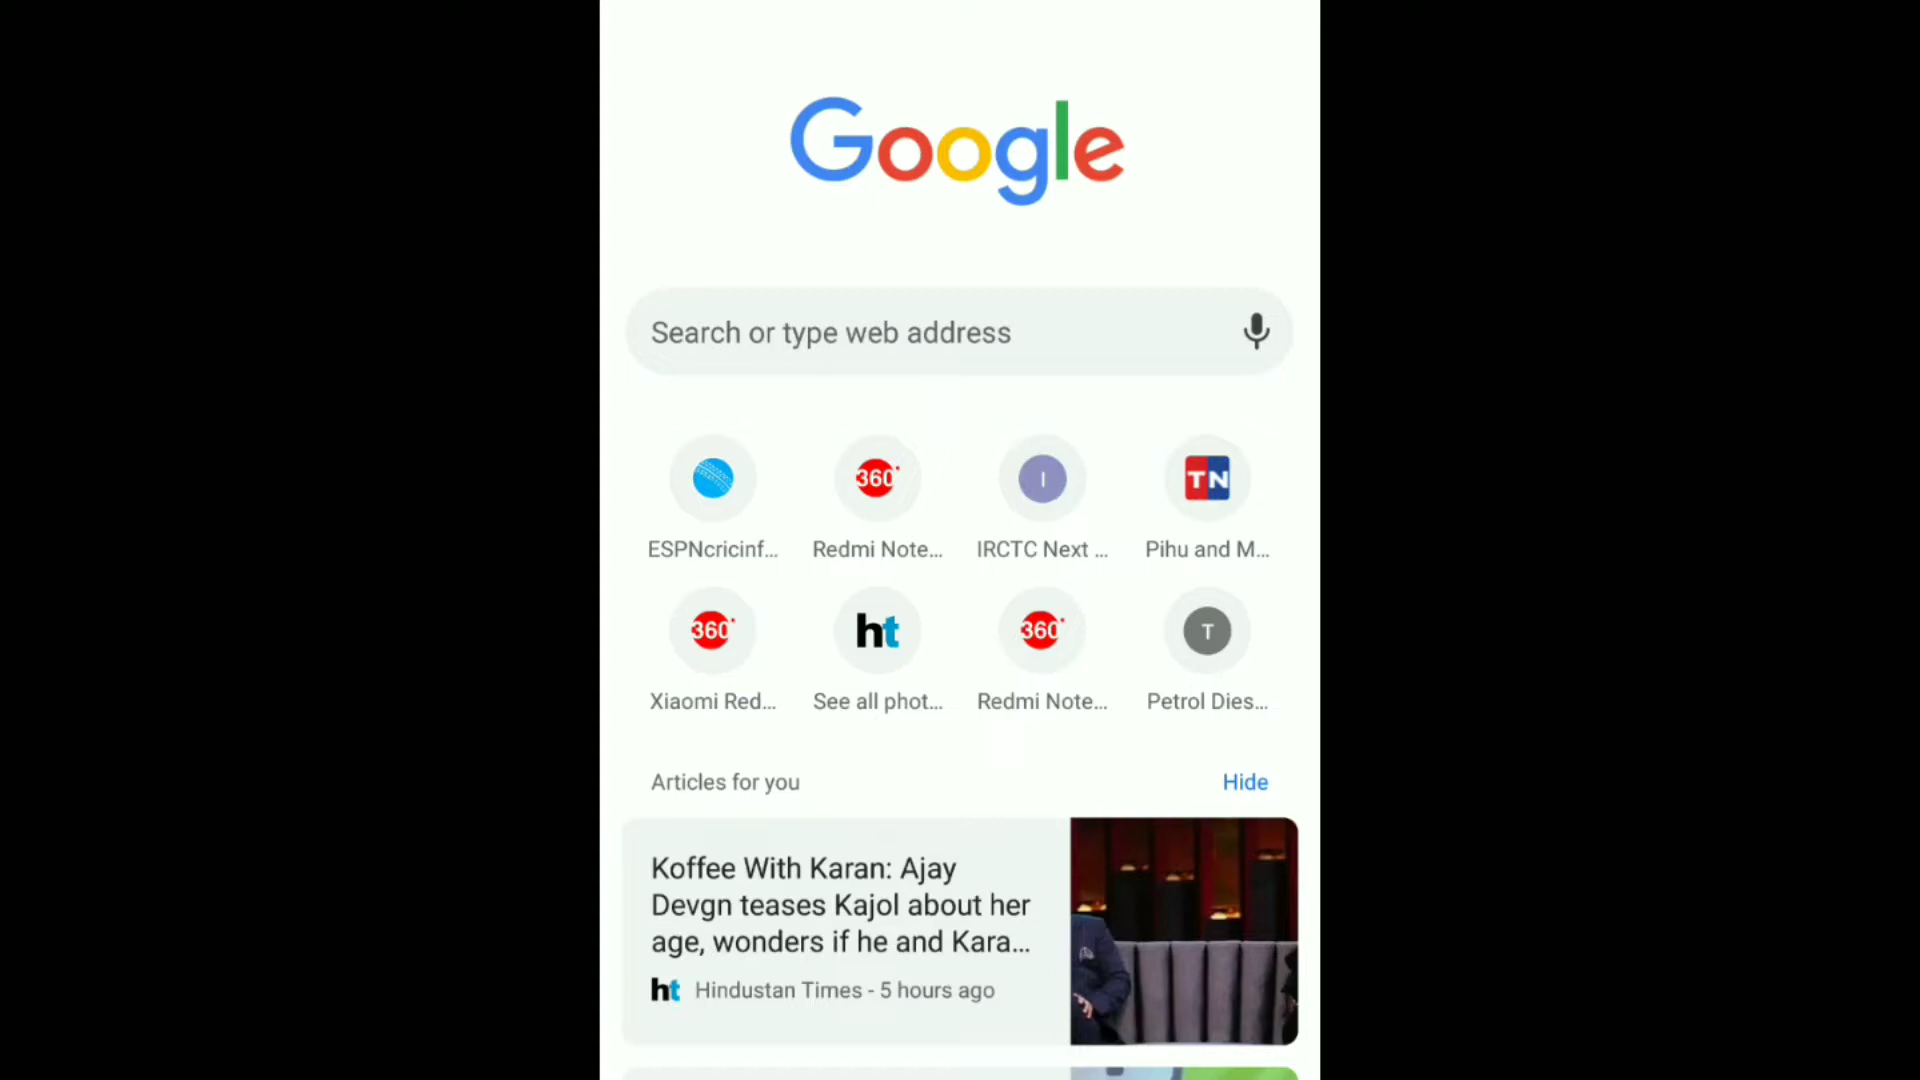 Google
Search or type web address
360
I
TN
ESPNcricinf...
Redmi Note...
IRCTC Next ...
Pihu and M...
360
ht
360
T
Xiaomi Red...
See all phot...
Redmi Note...
Petrol Dies...
Articles for you
Hide
Koffee With Karan: Ajay
Devgn teases Kajol about her
age, wonders if he and Kara...
ht Hindustan Times - 5 hours ago